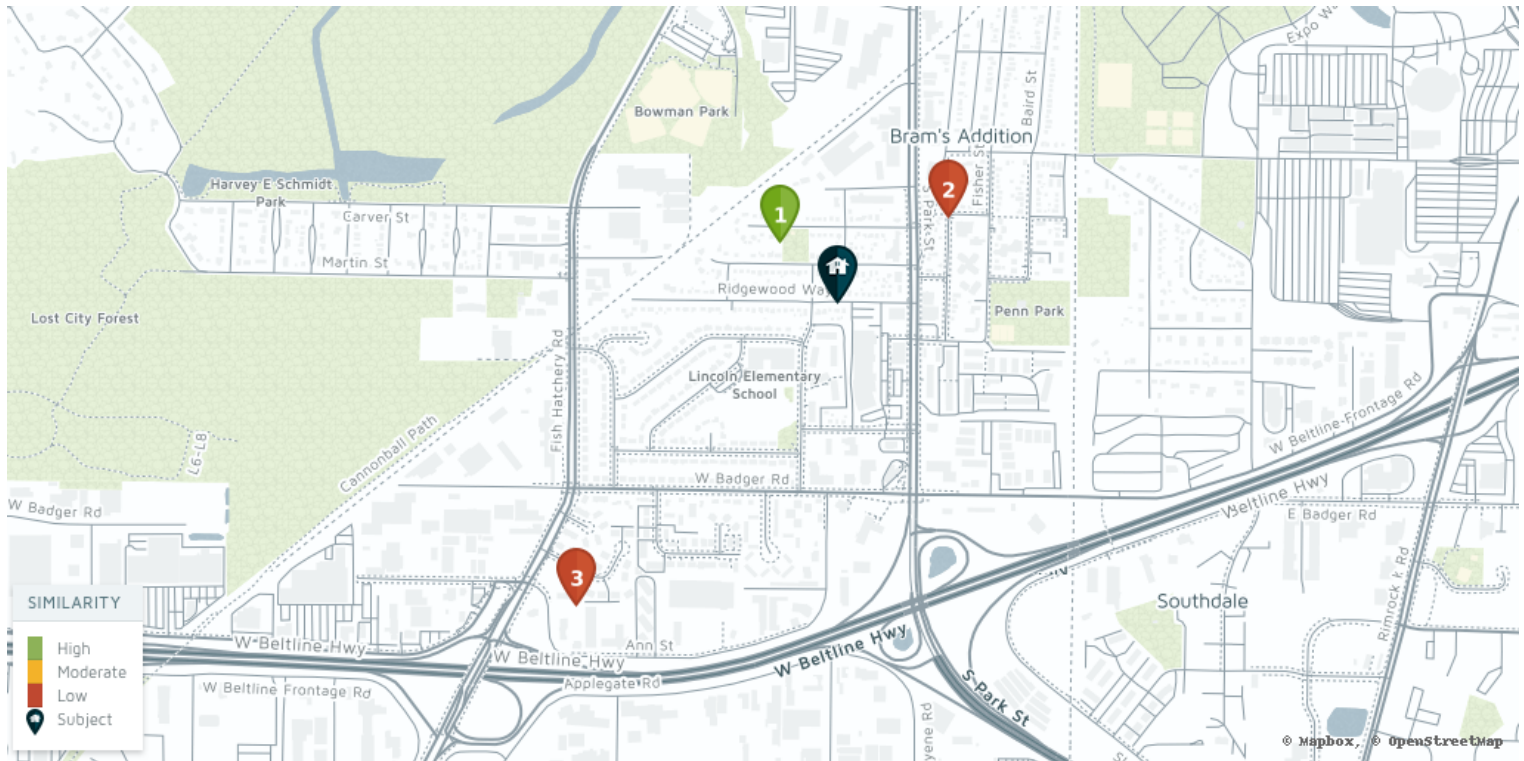 Expo W
Bowman Park
Baird St
Bram's Addition
Fisher St
Harvey E Schmidt
Park
2
1
Carver St
S Park St
Martin St
Ridgewood Way
Lost City Forest
Penn Park
Fish Hatchery Rd
Lincoln Elementary
School
W Beltline-Frontage Rd
Cannonball Path
W Badger Rd
W Badger Rd
W Beltline Hwy
E Badger Rd
3
SIMILARITY
High
Moderate
Low
Subject
Southdale
Rimrock Rd
Ann St
W Beltline Hwy
W Beltline Hwy
W Beltline Hwy
Applegate Rd
W Beltline Frontage Rd
S Park St
© Mapbox, © OpenStreetMap